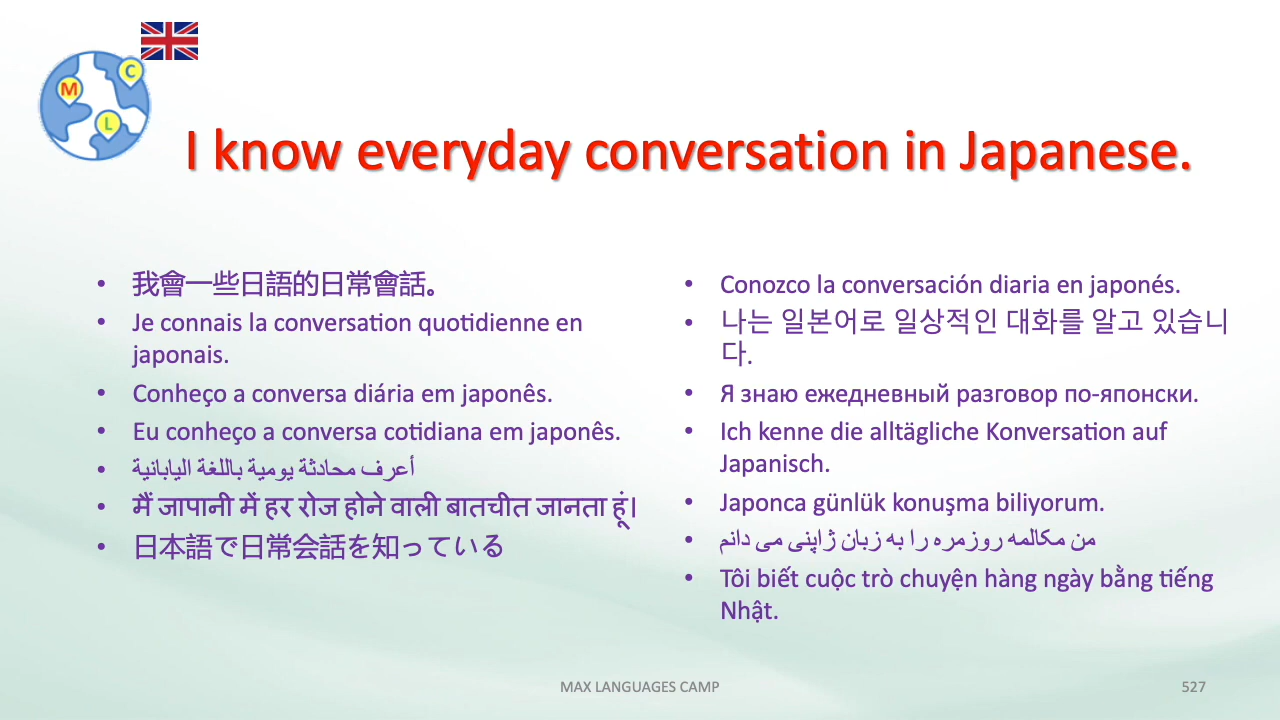 C
M
L
I know everyday conversation in Japanese.
我會一些日語的日常會話。
Je connais la conversation quotidienne en
japonais.
Conheço a conversa diária em japonês.
Eu conheço a conversa cotidiana em japonês.
أعرف محادثة يومية باللغة اليابانية
मैं जापानी में हर रोज होने वाली बातचीत जानता हूं।
日本語で日常会話を知っている
Conozco la conversación diaria en japonés.
나는 일본어로 일상적인 대화를 알고 있습니
다.
Я знаю ежедневный разговор по-японски.
Ich kenne die alltägliche Konversation auf
Japanisch.
Japonca günlük konuşma biliyorum.
من مکالمه روزمره را به زبان ژاپنی می دانم
Tôi biết cuộc trò chuyện hàng ngày bằng tiếng
Nhật.
MAX LANGUAGES CAMP
527